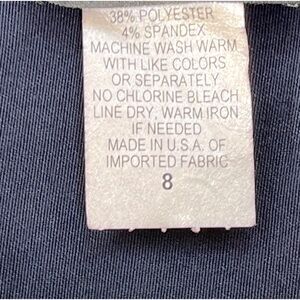 38% POLYESTER
4% SPANDEX
MACHINE WASH WARM
WITH LIKE COLORS
OR SEPARATELY
NO CHLORINE BLEACH
LINE DRY, WARM IRON
IF NEEDED
MADE IN U.S.A. OF
IMPORTED FABRIC
8